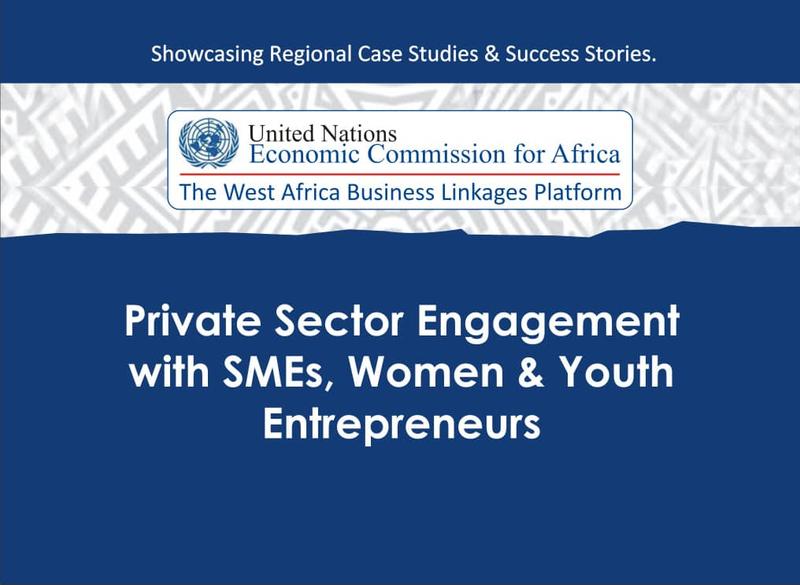 Showcasing Regional Case Studies & Success Stories.
United Nations
Economic Commission for Africa
The West Africa Business Linkages Platform
Private Sector Engagement
with SMEs, Women & Youth
Entrepreneurs